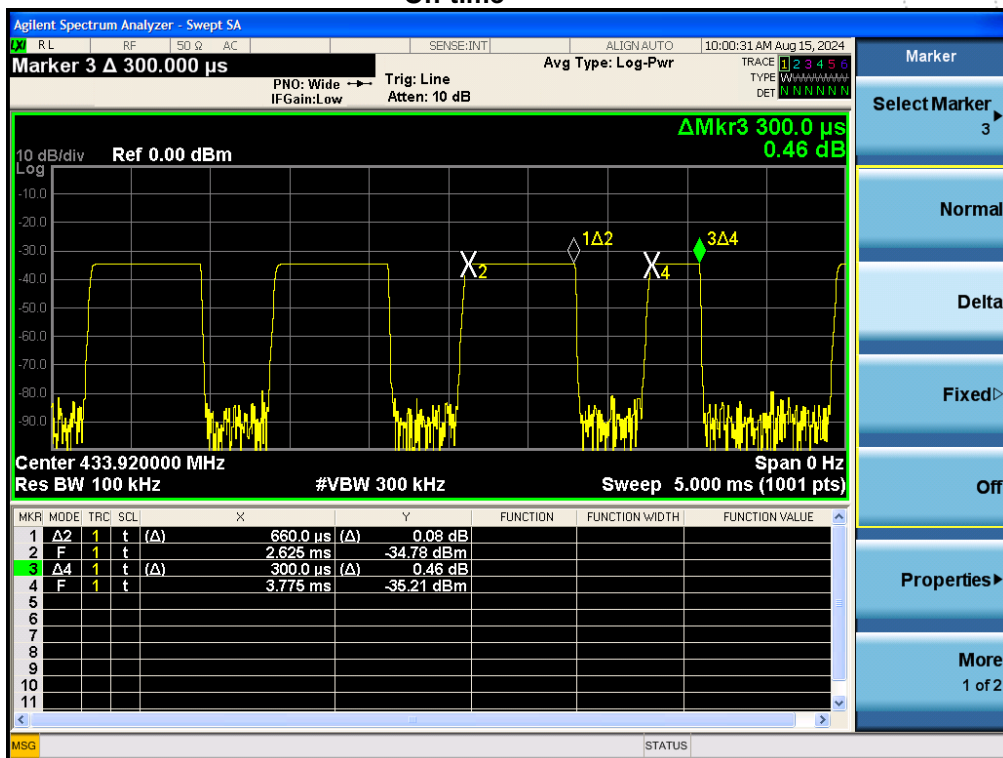 On time
Agilent Spectrum Analyzer - Swept SA
LXI RL RF 50 Ω AC SENSE:INT ALIGN AUTO 10:00:31 AM Aug 15, 2024
Marker 3 Δ 300.000 µs
PNO: Wide
IFGain:Low
Trig: Line
Atten: 10 dB
Avg Type: Log-Pwr
TRACE 1 2 3 4 5 6
TYPE W
DET N N N N N N
ΔMkr3 300.0 µs
0.46 dB
10 dB/div Ref 0.00 dBm
Log
-10.0
-20.0
-30.0
-40.0
-50.0
-60.0
-70.0
-80.0
-90.0
X2
1Δ2
X4
3Δ4
Center 433.920000 MHz Span 0 Hz
Res BW 100 kHz #VBW 300 kHz Sweep 5.000 ms (1001 pts)
MKR MODE TRC SCL X Y FUNCTION FUNCTION WIDTH FUNCTION VALUE
1 Δ2 1 t (Δ) 660.0 µs (Δ) 0.08 dB
2 F 1 t 2.625 ms -34.78 dBm
3 Δ4 1 t (Δ) 300.0 µs (Δ) 0.46 dB
4 F 1 t 3.775 ms -35.21 dBm
5
6
7
8
9
10
11
MSG STATUS
Marker
Select Marker
3
Normal
Delta
Fixed
Off
Properties
More
1 of 2